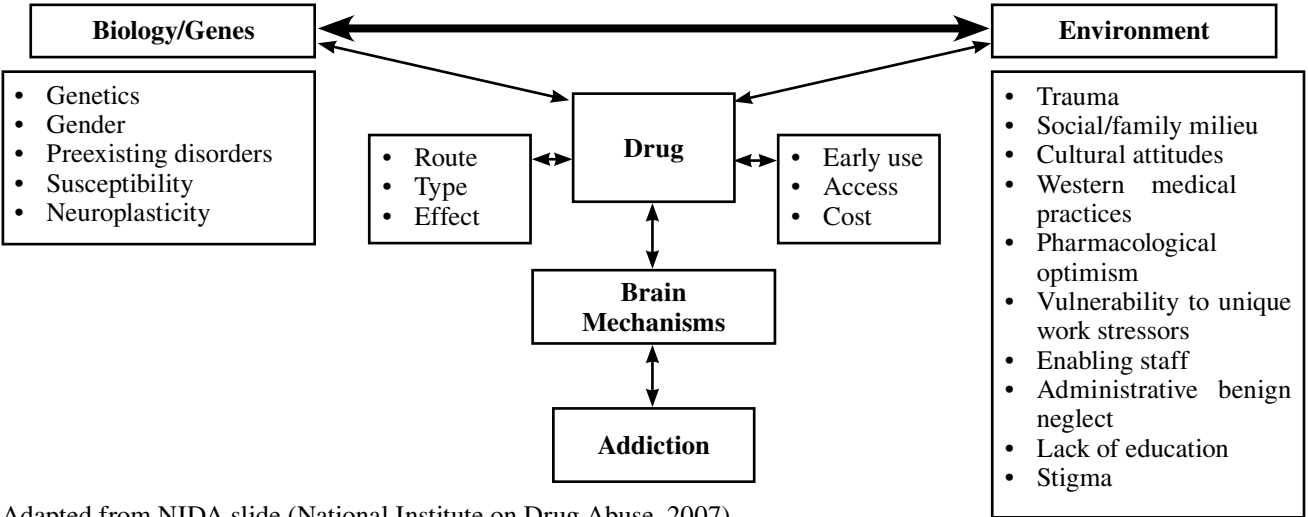 Biology/Genes
Environment
• Genetics
• Gender
• Preexisting disorders
• Susceptibility
• Neuroplasticity
• Route
• Type
• Effect
Drug
• Early use
• Access
• Cost
Brain
Mechanisms
Addiction
• Trauma
• Social/family milieu
• Cultural attitudes
• Western medical
practices
• Pharmacological
optimism
• Vulnerability to unique
work stressors
• Enabling staff
• Administrative benign
neglect
• Lack of education
• Stigma
Adapted from NIDA slide (National Institute on Drug Abuse, 2007)